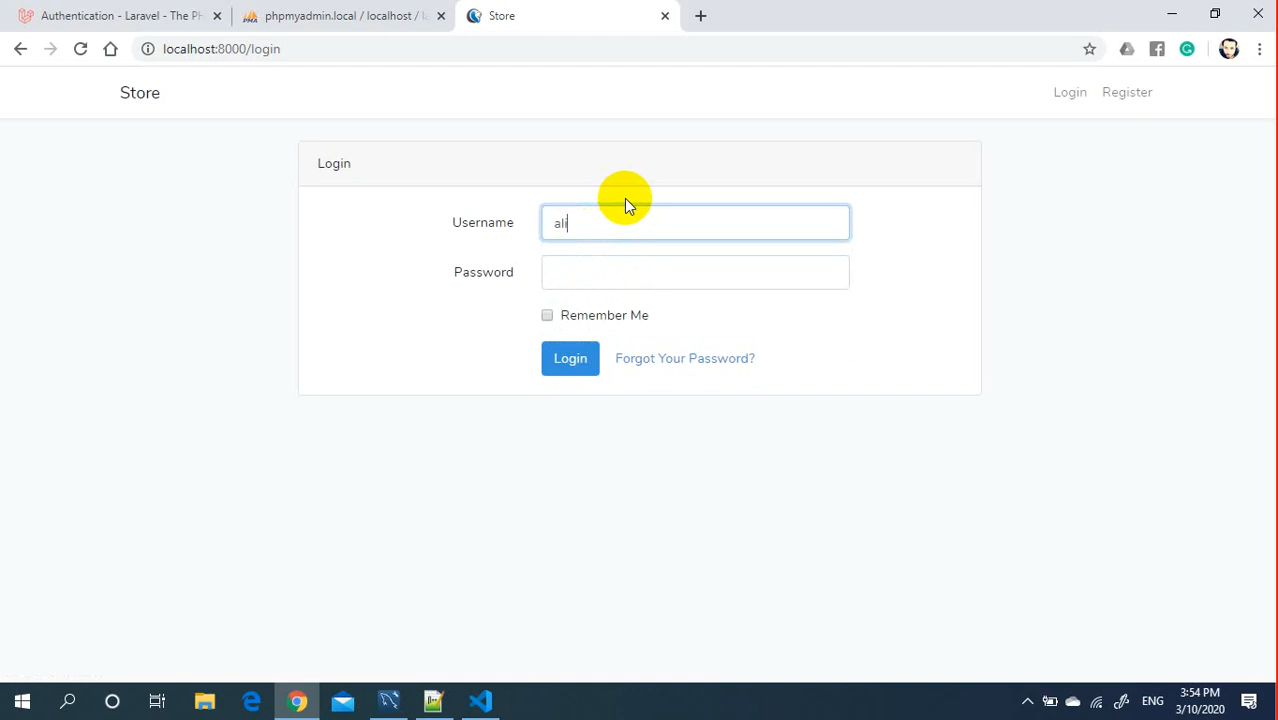 Authentication - Laravel - The PH
phpmyadmin.local / localhost / la
Store
localhost:8000/login
Store
Login
Register
Login
Username
ali
Password
Remember Me
Login
Forgot Your Password?
ENG
3:54 PM
3/10/2020